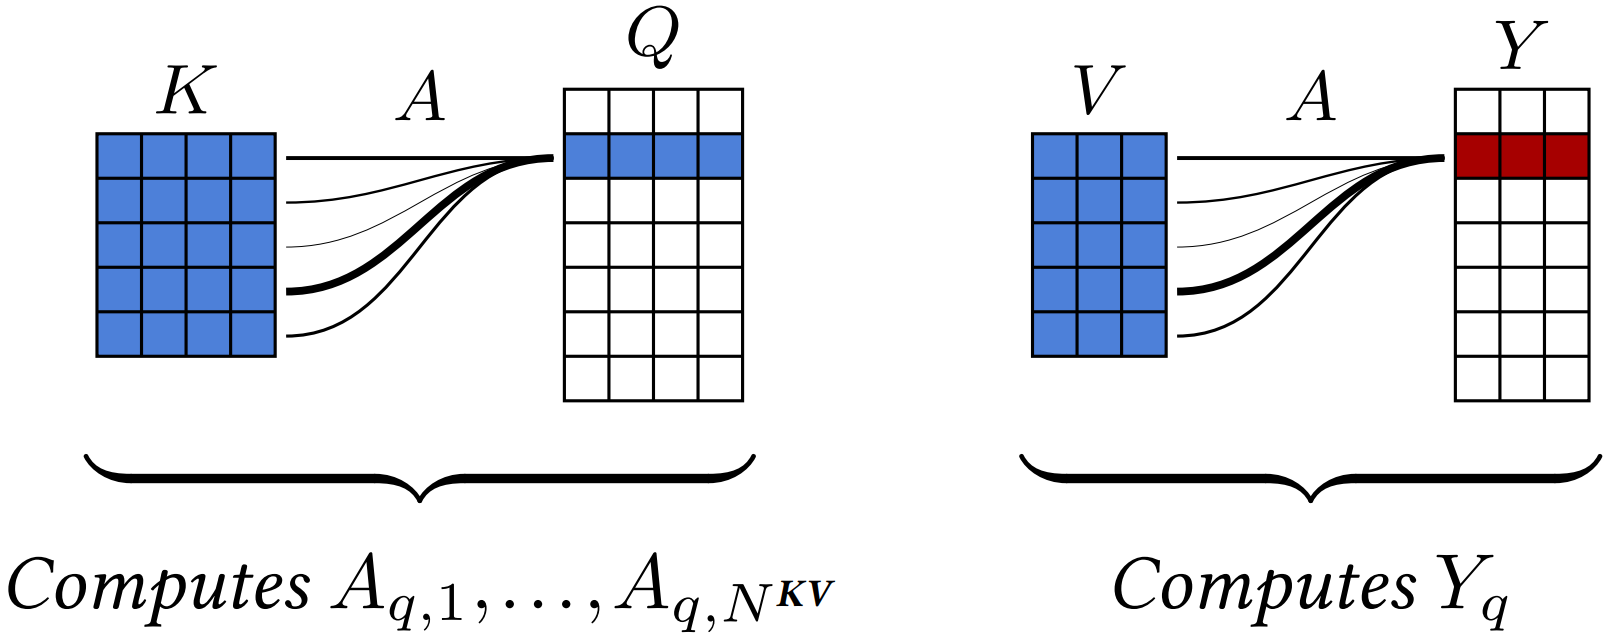 Q
Y
K
A
V
A
Computes A_{q,1}, ..., A_{q,N^{KV}}
Computes Y_q